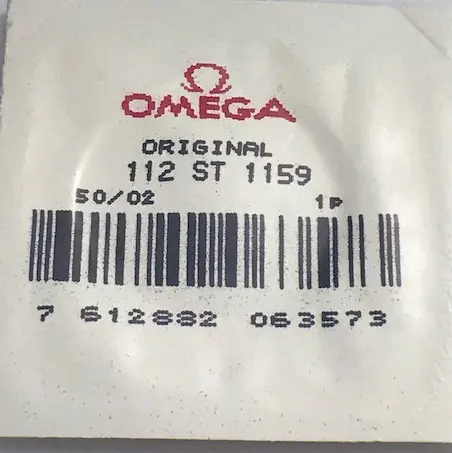 OMEGA
ORIGINAL
112 ST 1159
50/02 1P
7 612882 063573